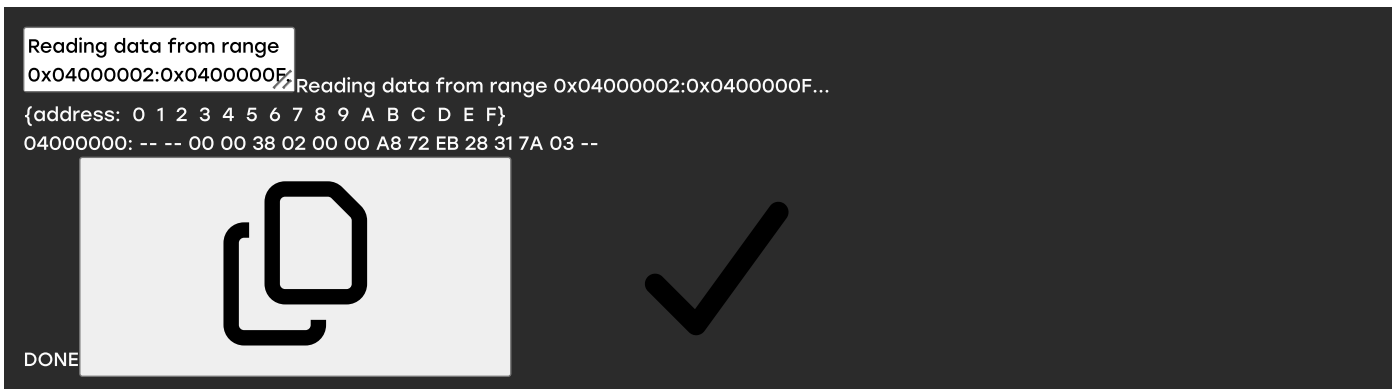 Reading data from range
0x04000002:0x0400000F.
Reading data from range 0x04000002:0x0400000F...
{address: 0 1 2 3 4 5 6 7 8 9 A B C D E F}
04000000: -- -- 00 00 38 02 00 00 A8 72 EB 28 31 7A 03 --
DONE